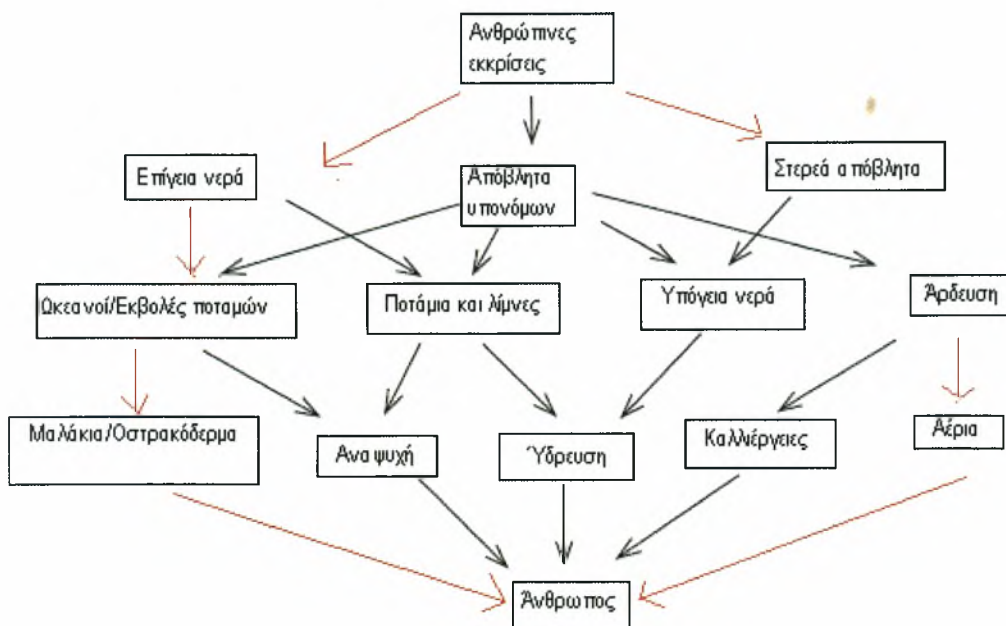 Ανθρώπινες
εκκρίσεις
Επίγεια νερά
Απόβλητα
υπονόμων
Στερεά απόβλητα
Ωκεανοί/Εκβολές ποταμών
Ποτάμια και λίμνες
Υπόγεια νερά
Άρδευση
Μαλάκια/Οστρακόδερμα
Αναψυχή
Ύδρευση
Καλλιέργειες
Αέρια
Άνθρωπος